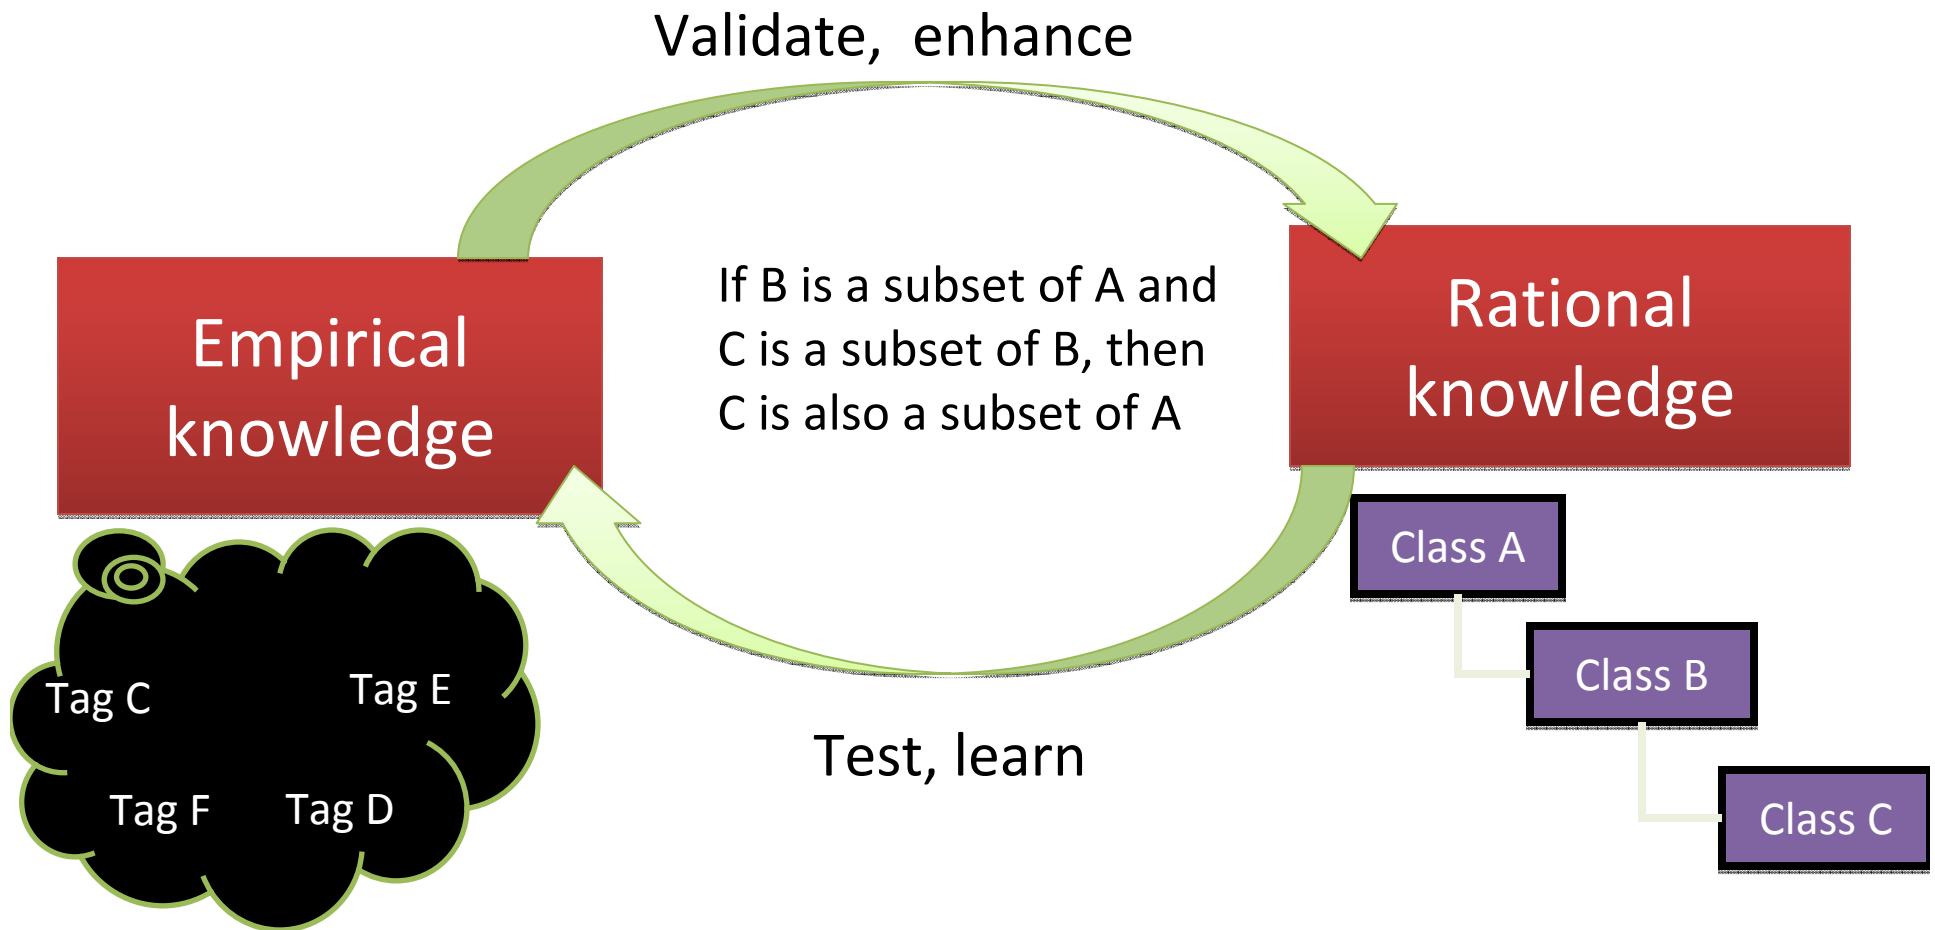 Validate, enhance
Empirical
knowledge
If B is a subset of A and
C is a subset of B, then
C is also a subset of A
Rational
knowledge
Class A
Class B
Class C
Tag C
Tag E
Tag F
Tag D
Test, learn